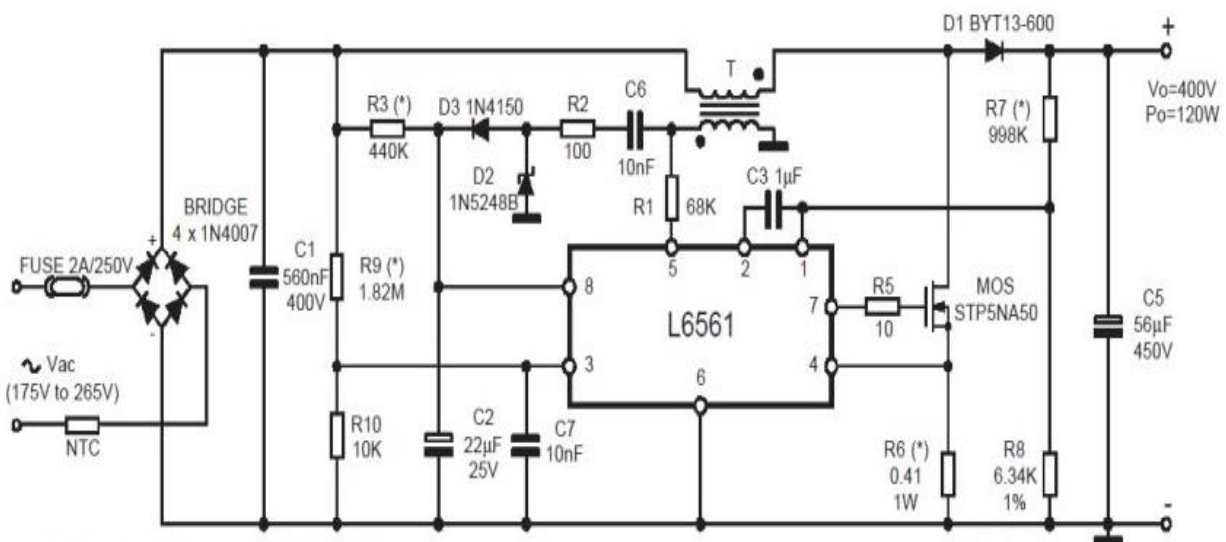 D1 BYT13-600
+
T
Vo=400V
Po=120W
R3 (*)
440K
D3 1N4150
R2
100
C6
10nF
R7 (*)
998K
D2
1N5248B
C3 1µF
R1
68K
BRIDGE
4 x 1N4007
+
-
FUSE 2A/250V
C1
560nF
400V
R9 (*)
1.82M
5
2
1
8
L6561
7
R5
10
MOS
STP5NA50
C5
56µF
450V
3
6
4
Vac
(175V to 265V)
NTC
R10
10K
C2
22µF
25V
C7
10nF
R6 (*)
0.41
1W
R8
6.34K
1%
-